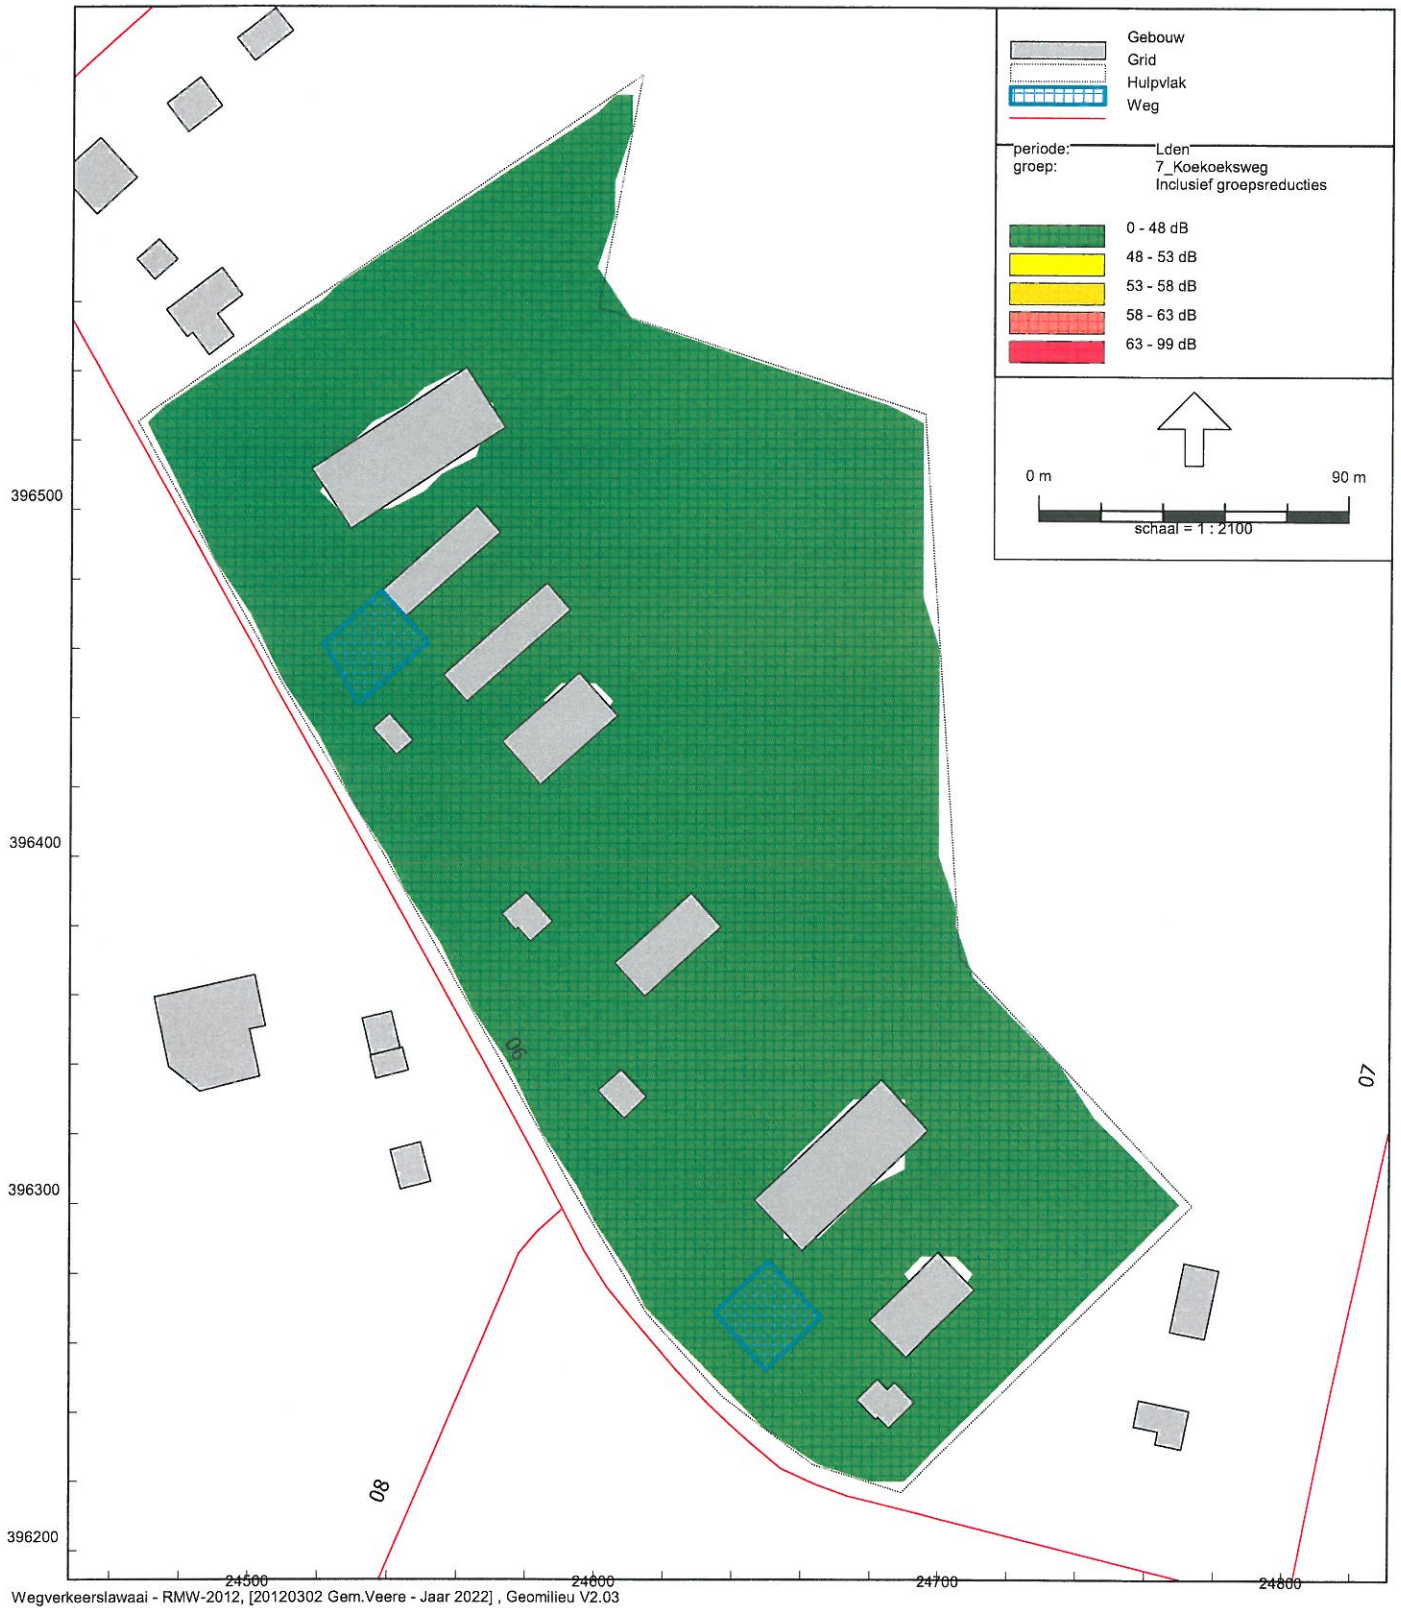 Gebouw
Grid
Hulpvlak
Weg
periode: Lden
groep: 7_Koekoeksweg
Inclusief groepsreducties
0 - 48 dB
48 - 53 dB
53 - 58 dB
58 - 63 dB
63 - 99 dB
0 m 90 m
schaal = 1 : 2100
396500
396400
06
07
396300
08
396200
24500 24600 24700 24800
Wegverkeerslawaai - RMW-2012, [20120302 Gem.Veere - Jaar 2022] , Geomilieu V2.03